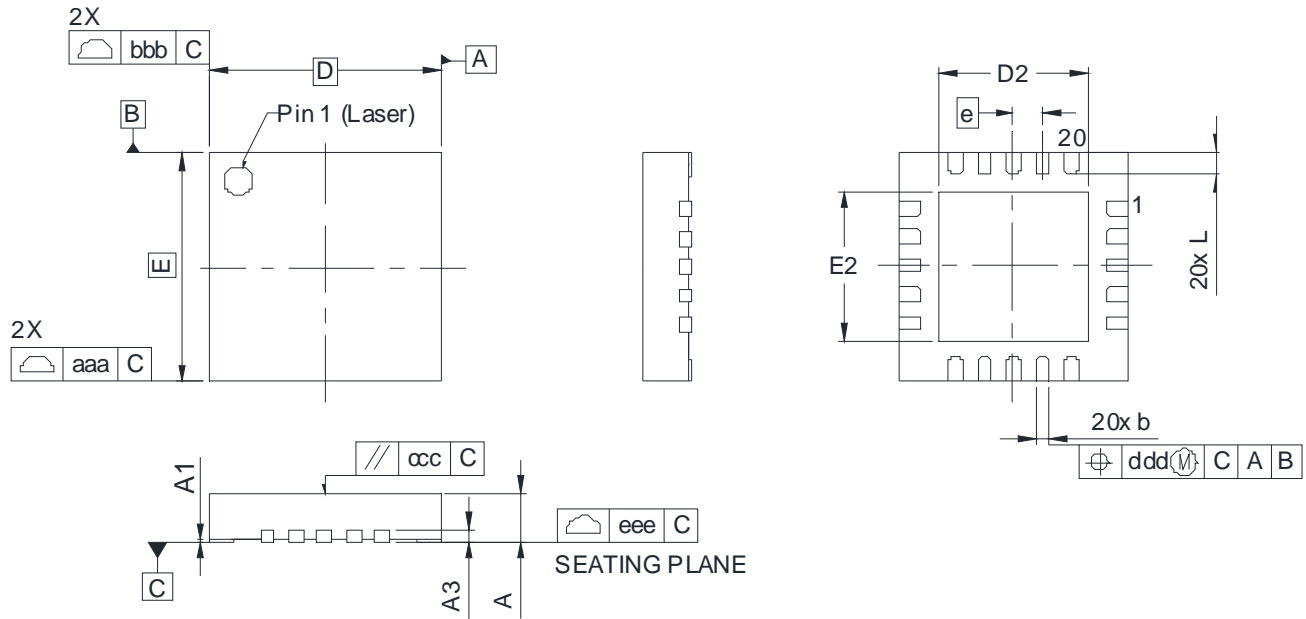 2X
bbb C
D
A
B
Pin 1 (Laser)
E
2X
aaa C
D2
e
20
1
E2
20x L
20x b
ddd M C A B
ccc C
A1
eee C
SEATING PLANE
C
A3
A